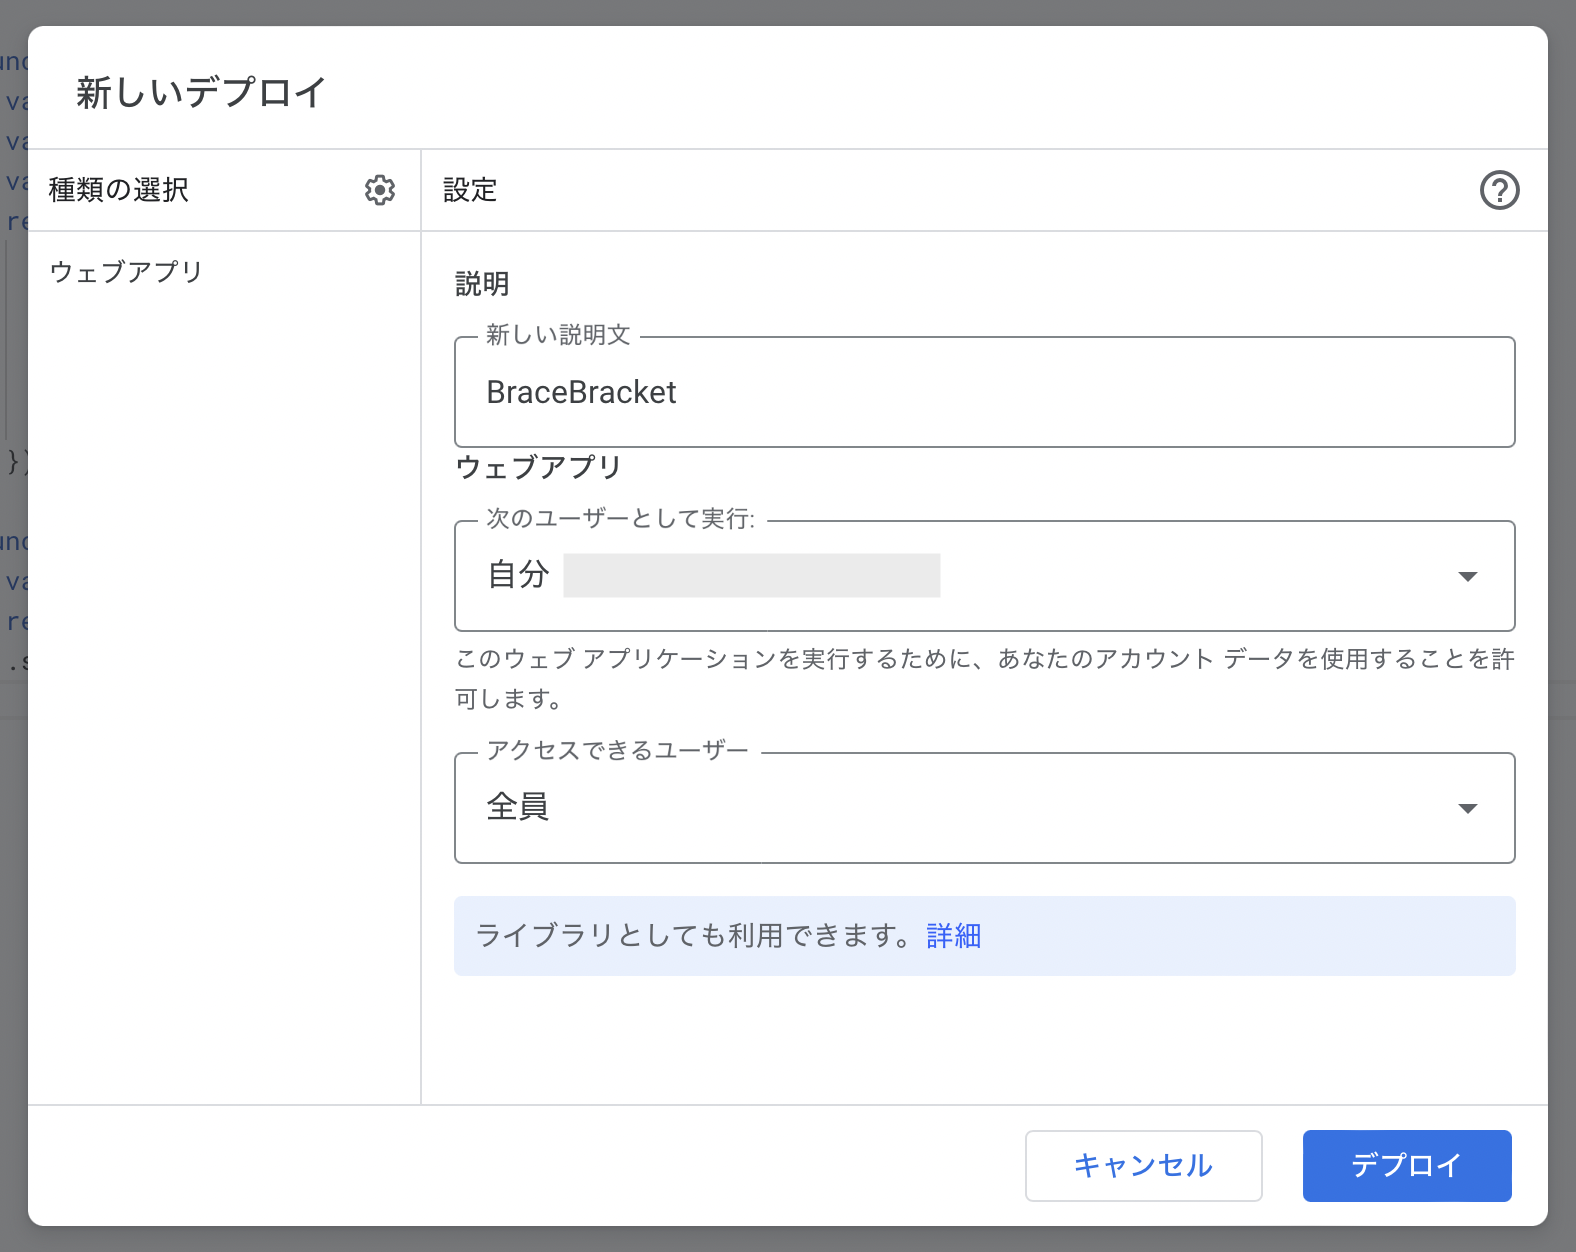 新しいデプロイ
種類の選択
設定
ウェブアプリ
説明
新しい説明文
BraceBracket
ウェブアプリ
次のユーザーとして実行:
自分
このウェブ アプリケーションを実行するために、あなたのアカウント データを使用することを許
可します。
アクセスできるユーザー
全員
ライブラリとしても利用できます。詳細
キャンセル
デプロイ